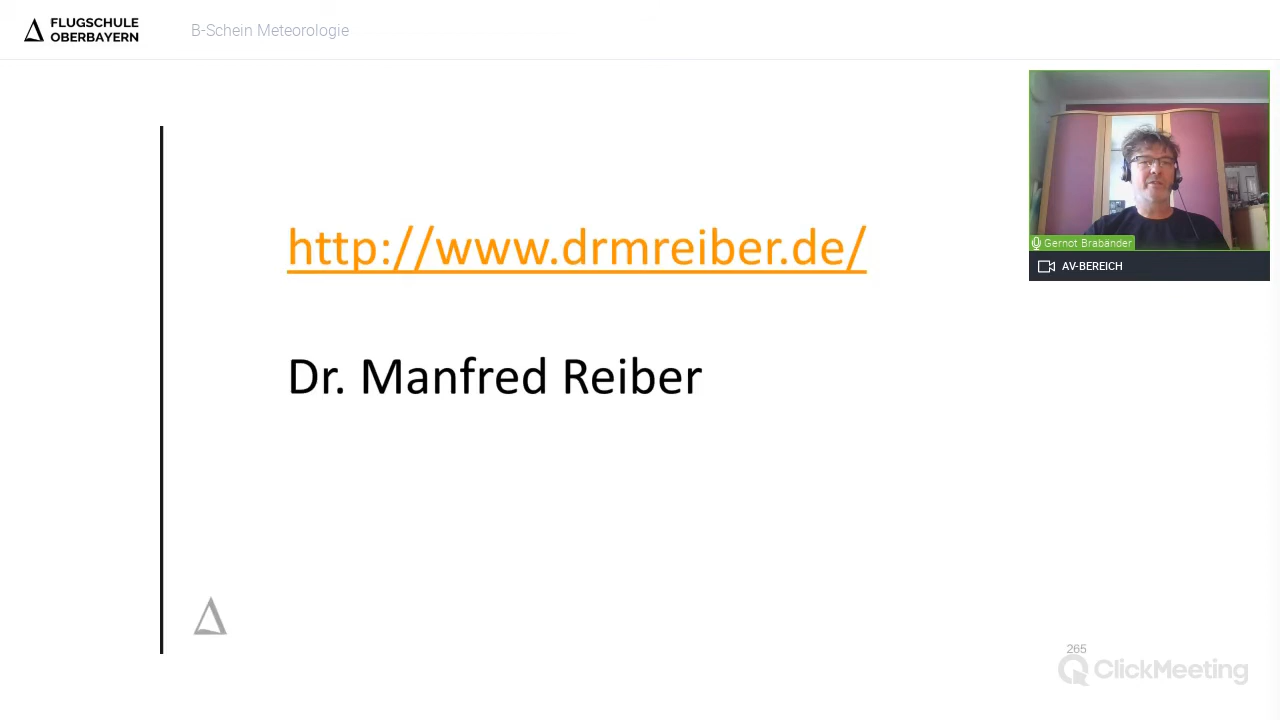 FLUGSCHULE
OBERBAYERN
B-Schein Meteorologie
http://www.drmreiber.de/
Dr. Manfred Reiber
Gernot Brabänder
AV-BEREICH
265
ClickMeeting